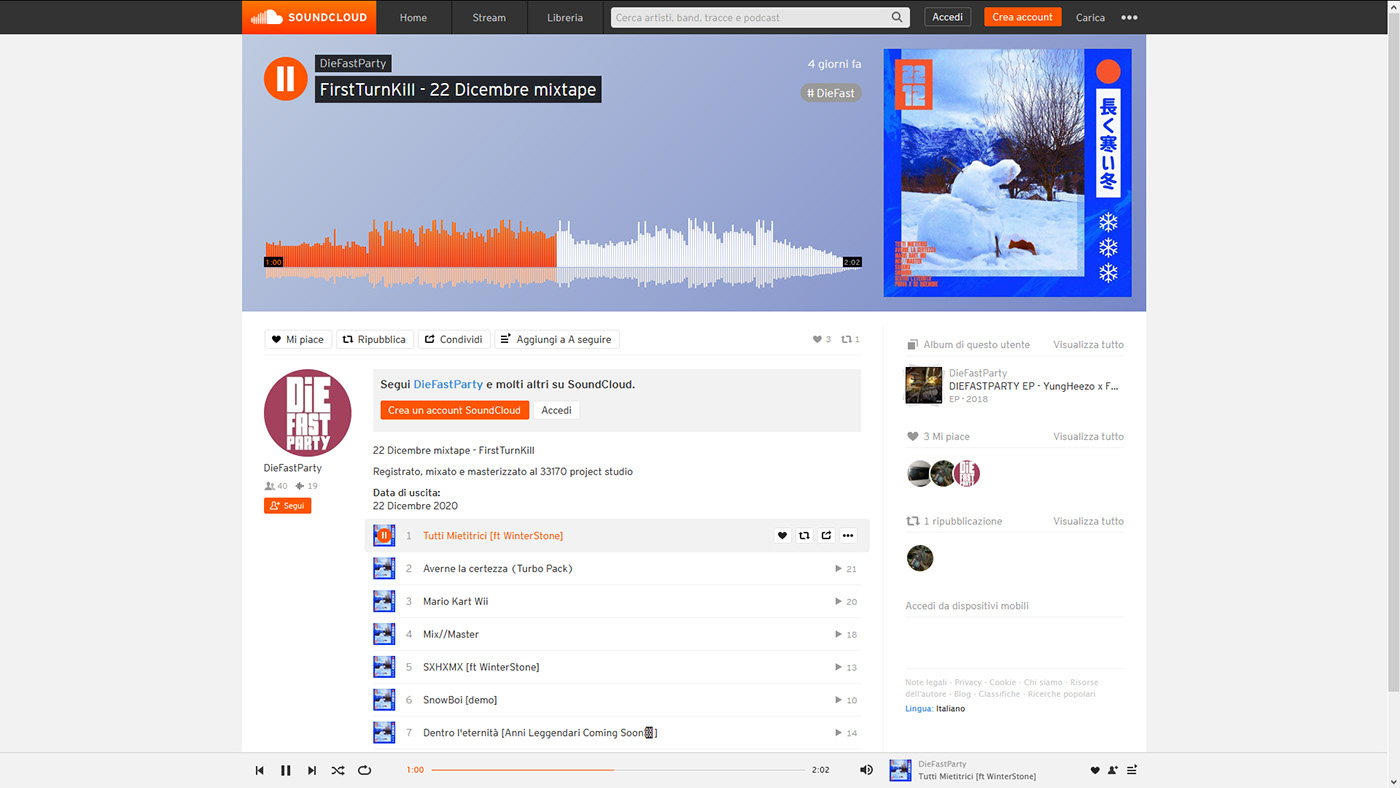 SOUNDCLOUD
Home
Stream
Libreria
Cerca artisti, band, tracce e podcast
Accedi
Crea account
Carica
DieFastParty
4 giorni fa
FirstTurnKill - 22 Dicembre mixtape
# DieFast
22
12
長く寒い冬
1:00
2:02
Mi piace
Ripubblica
Condividi
Aggiungi a A seguire
3
1
DIE
FAST
PARTY
DieFastParty
40
19
Segui
Segui DieFastParty e molti altri su SoundCloud.
Crea un account SoundCloud
Accedi
22 Dicembre mixtape - FirstTurnKill
Registrato, mixato e masterizzato al 33170 project studio
Data di uscita:
22 Dicembre 2020
1 Tutti Mietitrici [ft WinterStone]
2 Averne la certezza (Turbo Pack) 21
3 Mario Kart Wii 20
4 Mix//Master 18
5 SXHXMX [ft WinterStone] 13
6 SnowBoi [demo] 10
7 Dentro l'eternità [Anni Leggendari Coming Soon ] 14
Album di questo utente
Visualizza tutto
DieFastParty
DIEFASTPARTY EP - YungHeezo x F...
EP · 2018
3 Mi piace
Visualizza tutto
1 ripubblicazione
Visualizza tutto
Accedi da dispositivi mobili
Note legali - Privacy - Cookie - Chi siamo - Risorse
dell'autore - Blog - Classifiche - Ricerche popolari
Lingua: Italiano
1:00
2:02
DieFastParty
Tutti Mietitrici [ft WinterStone]